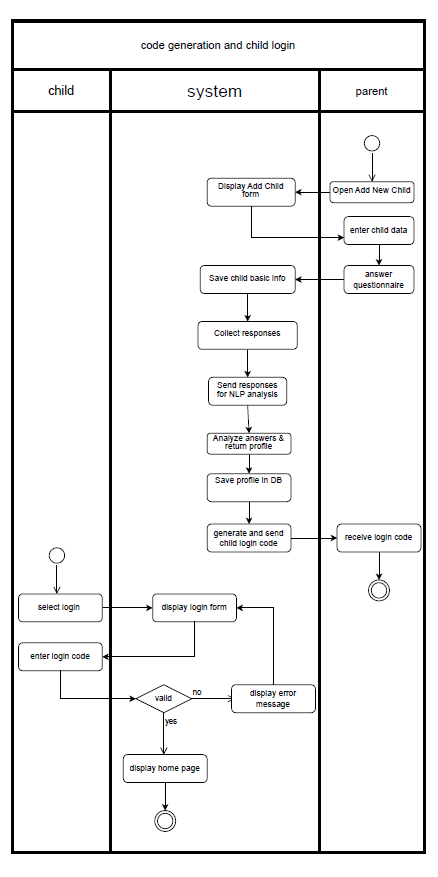 code generation and child login
child
system
parent
Open Add New Child
Display Add Child
form
enter child data
answer
questionnaire
Save child basic info
Collect responses
Send responses
for NLP analysis
Analyze answers &
return profile
Save profile in DB
generate and send
child login code
receive login code
select login
display login form
enter login code
valid
no
display error
message
yes
display home page